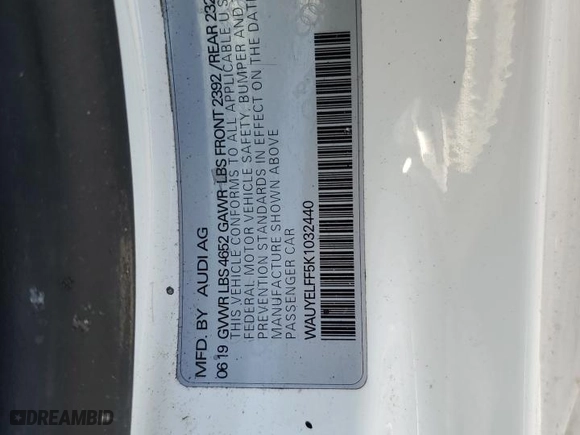 MFD. BY AUDI AG
06 19 GVWR LBS 4652 GAWR LBS FRONT 2392 / REAR 232
THIS VEHICLE CONFORMS TO ALL APPLICABLE U.S
FEDERAL MOTOR VEHICLE SAFETY, BUMPER AND
PREVENTION STANDARDS IN EFFECT ON THE DATE
MANUFACTURE SHOWN ABOVE
PASSENGER CAR
WAUYELFF5K1032440
DREAMBID